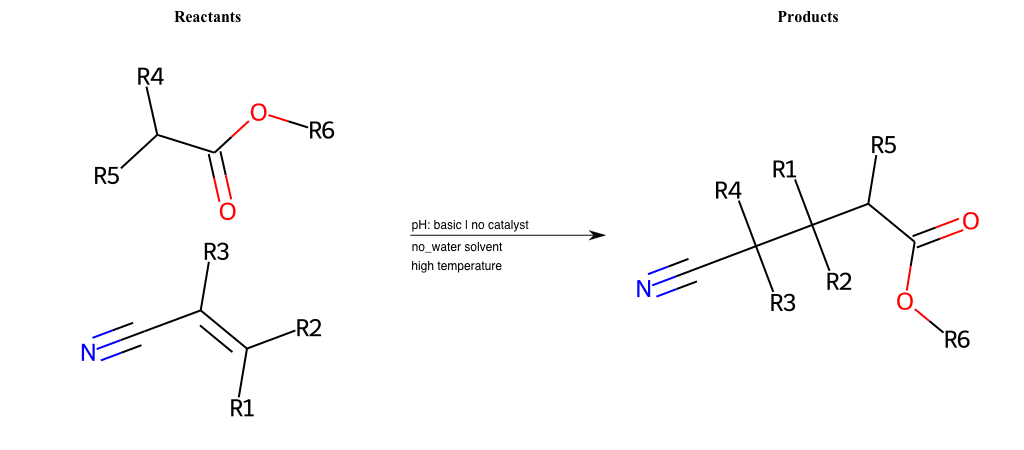 Reactants
Products
R4
O
R6
R5
O
R3
N
R2
R1
pH: basic | no catalyst
no_water solvent
high temperature
R5
R1
R4
O
N
R3
R2
O
R6